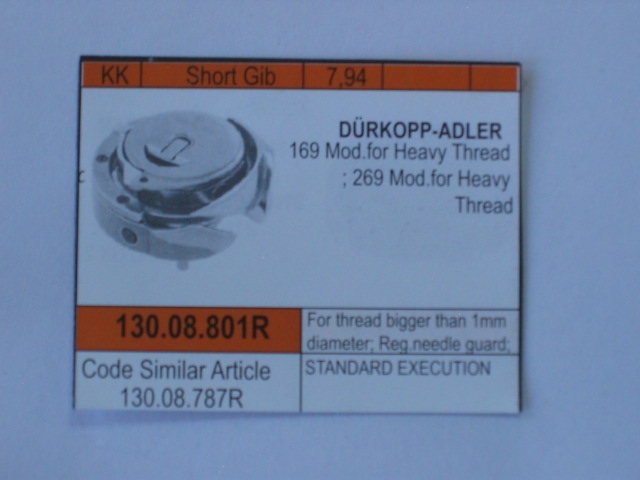 KK Short Gib 7,94
DÜRKOPP-ADLER
169 Mod.for Heavy Thread
; 269 Mod.for Heavy
Thread
130.08.801R
For thread bigger than 1mm
diameter; Reg.needle guard;
Code Similar Article
130.08.787R
STANDARD EXECUTION